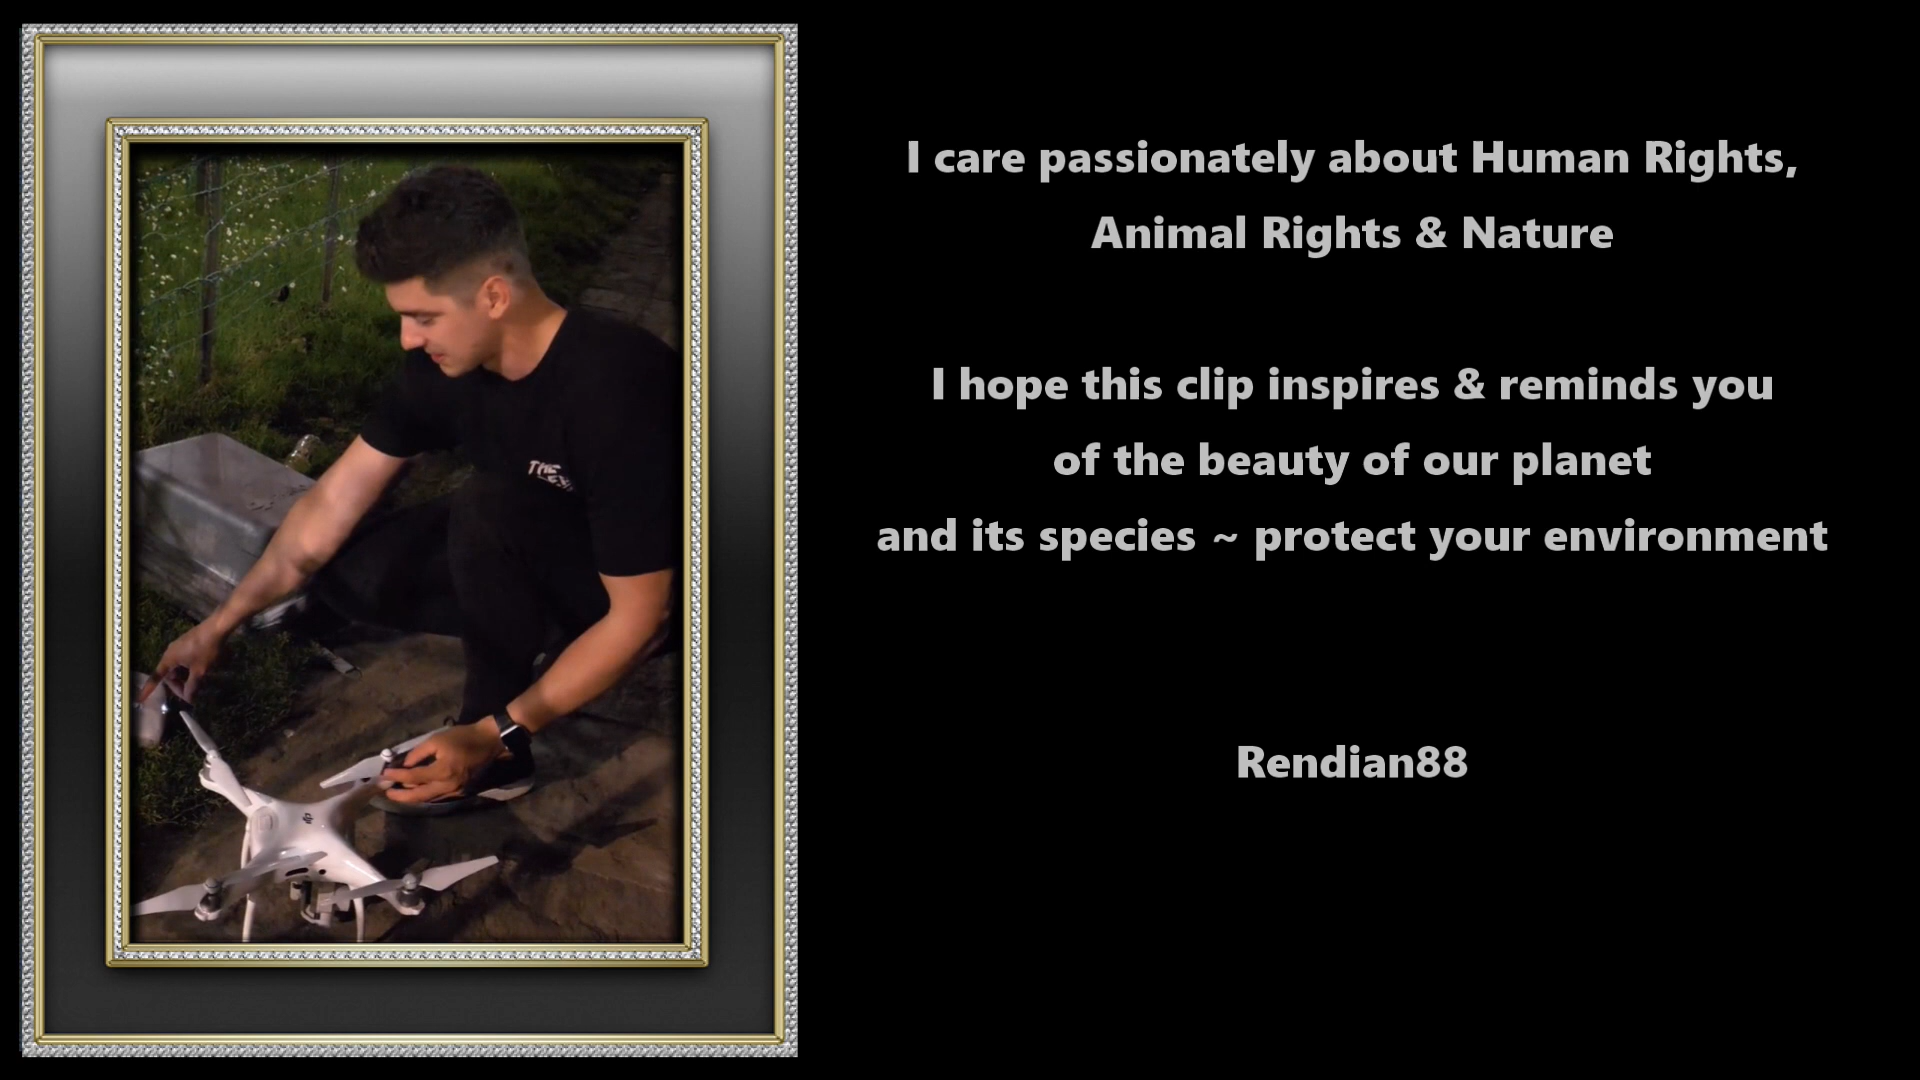 I care passionately about Human Rights,
Animal Rights & Nature
I hope this clip inspires & reminds you
of the beauty of our planet
and its species ~ protect your environment
Rendian88
THE